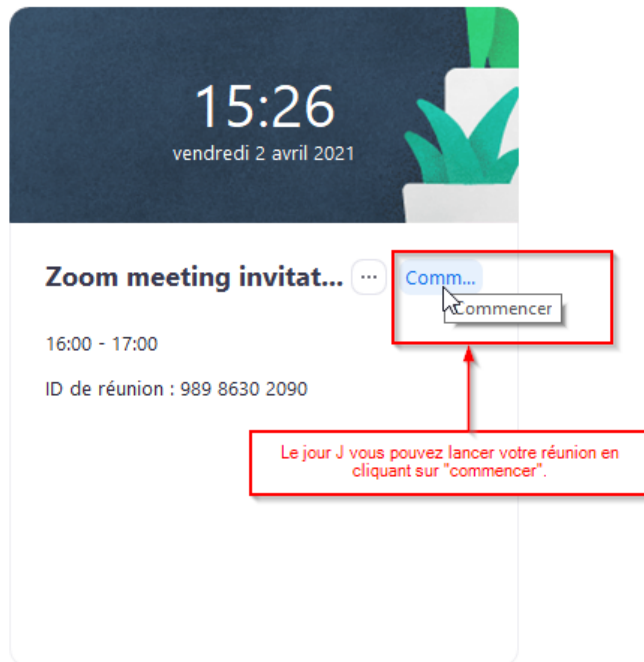 15:26
vendredi 2 avril 2021
Zoom meeting invitat... ... Comm...
Commencer
16:00 - 17:00
ID de réunion : 989 8630 2090
Le jour J vous pouvez lancer votre réunion en
cliquant sur "commencer".